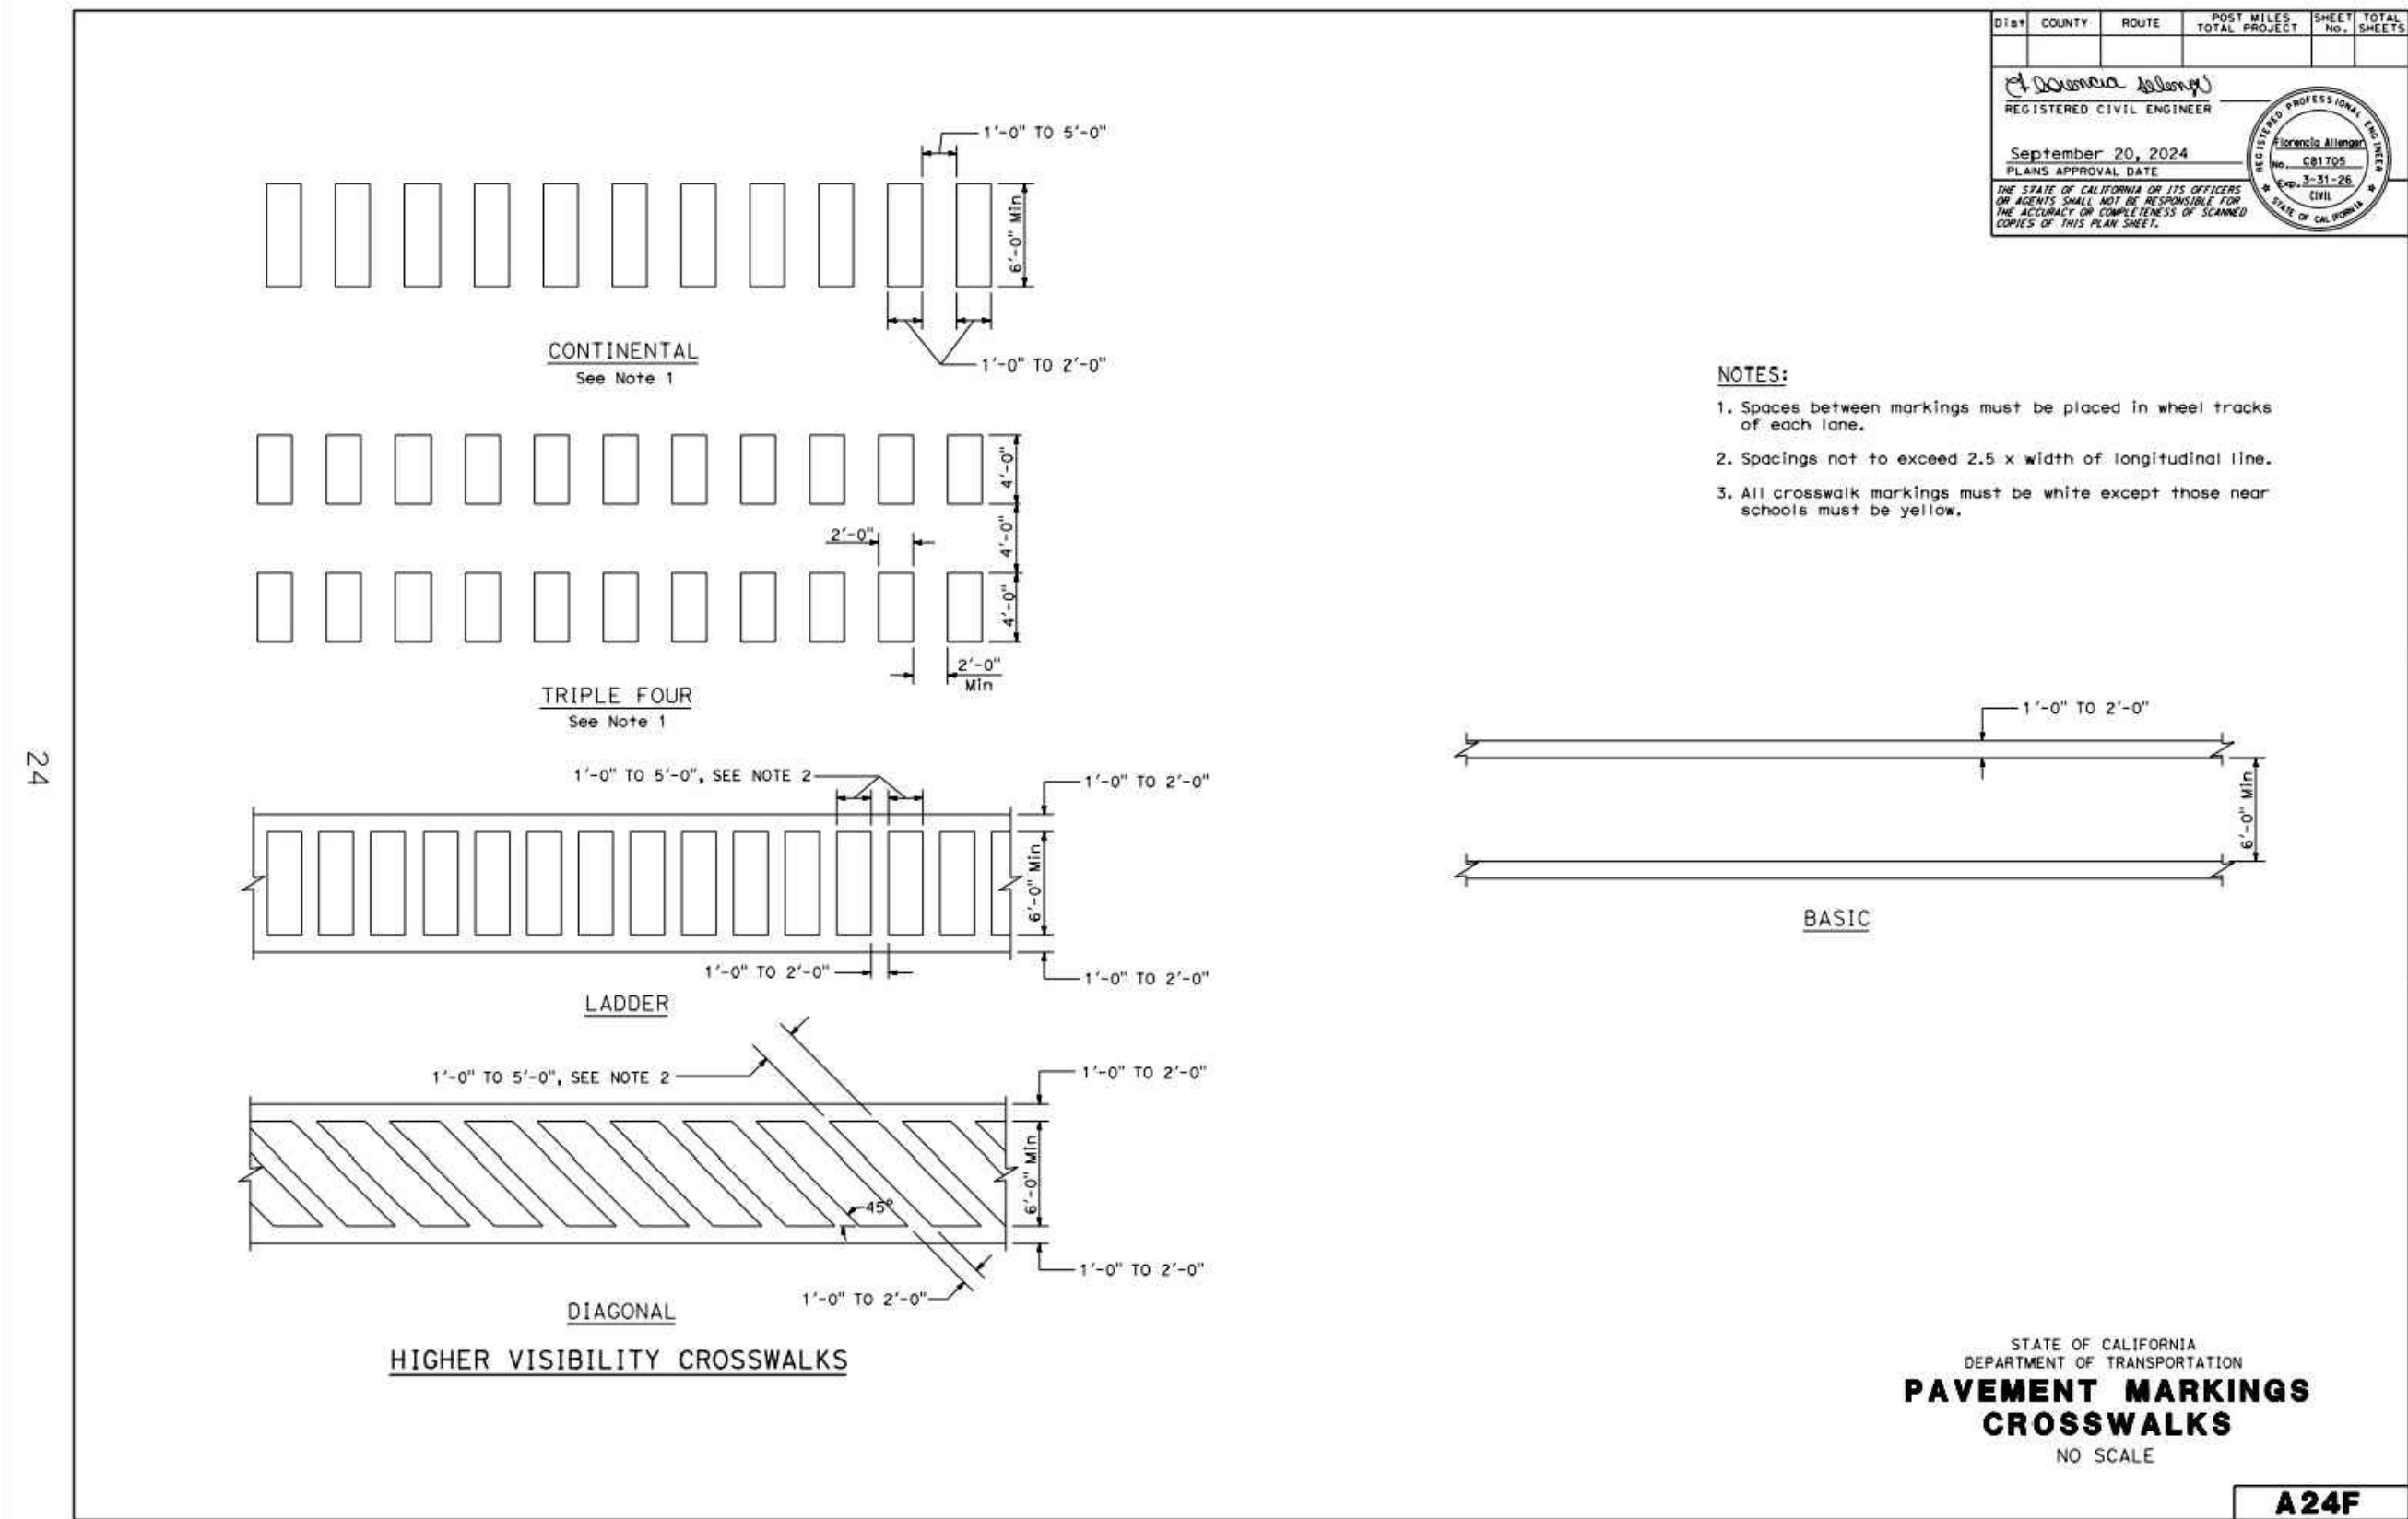 Dist COUNTY ROUTE POST MILES TOTAL PROJECT SHEET No. TOTAL SHEETS
REGISTERED CIVIL ENGINEER
September 20, 2024
PLANS APPROVAL DATE
THE STATE OF CALIFORNIA OR ITS OFFICERS
OR AGENTS SHALL NOT BE RESPONSIBLE FOR
THE ACCURACY OR COMPLETENESS OF SCANNED
COPIES OF THIS PLAN SHEET.
REGISTERED PROFESSIONAL ENGINEER
Florencia Allenger
No. C81705
Exp. 3-31-26
CIVIL
STATE OF CALIFORNIA
1'-0" TO 5'-0"
6'-0" Min
1'-0" TO 2'-0"
CONTINENTAL
See Note 1
4'-0"
4'-0"
4'-0"
2'-0"
2'-0"
Min
TRIPLE FOUR
See Note 1
1'-0" TO 5'-0", SEE NOTE 2
1'-0" TO 2'-0"
6'-0" Min
1'-0" TO 2'-0"
1'-0" TO 2'-0"
LADDER
1'-0" TO 5'-0", SEE NOTE 2
1'-0" TO 2'-0"
6'-0" Min
45°
1'-0" TO 2'-0"
1'-0" TO 2'-0"
DIAGONAL
HIGHER VISIBILITY CROSSWALKS
NOTES:
1. Spaces between markings must be placed in wheel tracks
of each lane.
2. Spacings not to exceed 2.5 x width of longitudinal line.
3. All crosswalk markings must be white except those near
schools must be yellow.
1'-0" TO 2'-0"
6'-0" Min
BASIC
STATE OF CALIFORNIA
DEPARTMENT OF TRANSPORTATION
PAVEMENT MARKINGS
CROSSWALKS
NO SCALE
A24F
24